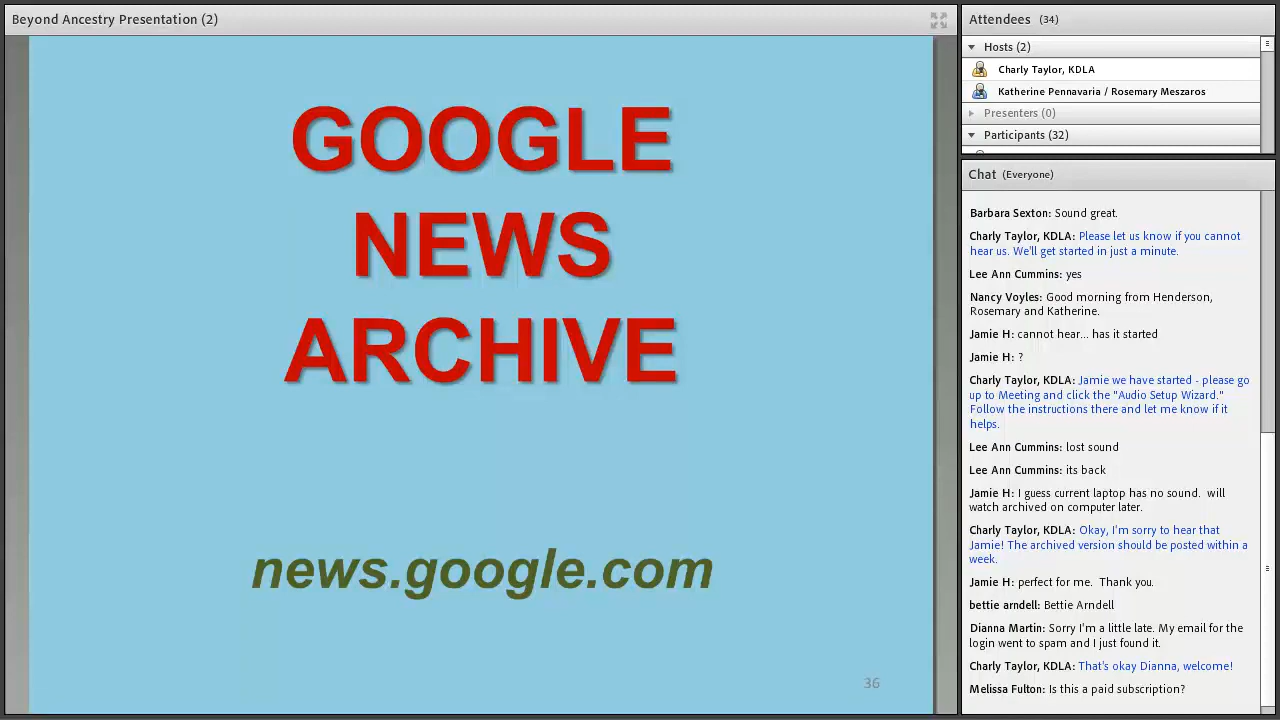 Beyond Ancestry Presentation (2)
GOOGLE
NEWS
ARCHIVE
news.google.com
36
Attendees (34)
Hosts (2)
Charly Taylor, KDLA
Katherine Pennavaria / Rosemary Meszaros
Presenters (0)
Participants (32)
Chat (Everyone)
Barbara Sexton: Sound great.
Charly Taylor, KDLA: Please let us know if you cannot
hear us. We'll get started in just a minute.
Lee Ann Cummins: yes
Nancy Voyles: Good morning from Henderson,
Rosemary and Katherine.
Jamie H: cannot hear... has it started
Jamie H: ?
Charly Taylor, KDLA: Jamie we have started - please go
up to Meeting and click the "Audio Setup Wizard."
Follow the instructions there and let me know if it
helps.
Lee Ann Cummins: lost sound
Lee Ann Cummins: its back
Jamie H: I guess current laptop has no sound.  will
watch archived on computer later.
Charly Taylor, KDLA: Okay, I'm sorry to hear that
Jamie! The archived version should be posted within a
week.
Jamie H: perfect for me.  Thank you.
bettie arndell: Bettie Arndell
Dianna Martin: Sorry I'm a little late. My email for the
login went to spam and I just found it.
Charly Taylor, KDLA: That's okay Dianna, welcome!
Melissa Fulton: Is this a paid subscription?